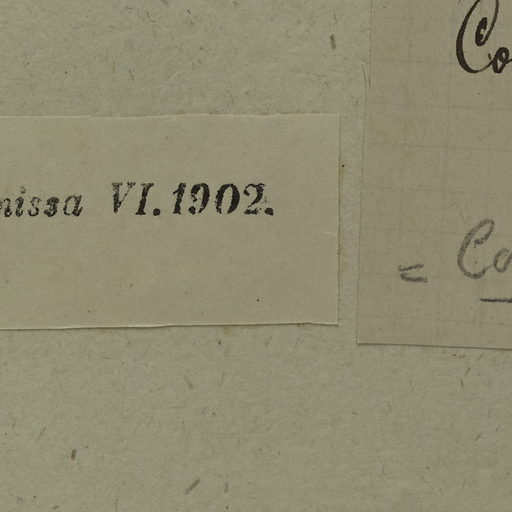 nissa VI. 1902.
Co
= Co